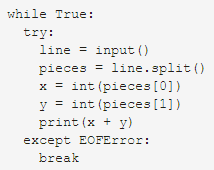 while True:
  try:
    line = input()
    pieces = line.split()
    x = int(pieces[0])
    y = int(pieces[1])
    print(x + y)
  except EOFError:
    break